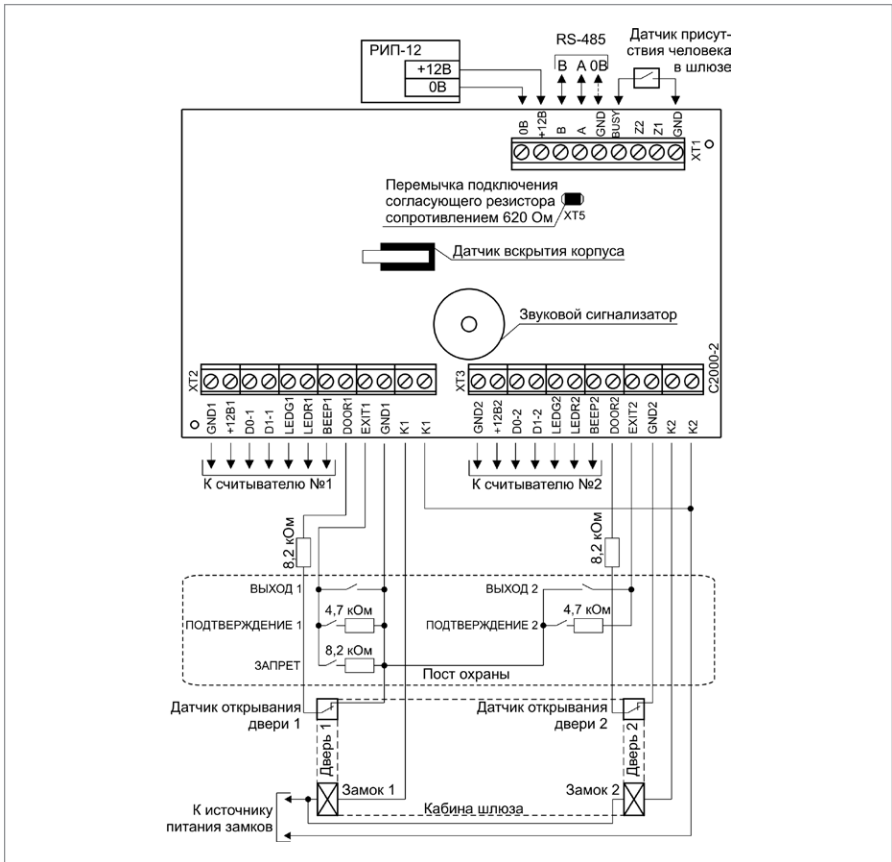 РИП-12
+12В
0В
RS-485
В А 0В
Датчик присут-
ствия человека
в шлюзе
0В
+12В
В
А
GND
BUSY
Z2
Z1
GND
XT1
Перемычка подключения
согласующего резистора
сопротивлением 620 Ом
XT5
Датчик вскрытия корпуса
Звуковой сигнализатор
С2000-2
XT2
GND1
+12В1
D0-1
D1-1
LEDG1
LEDR1
BEEP1
DOOR1
EXIT1
GND1
K1
K1
XT3
GND2
+12В2
D0-2
D1-2
LEDG2
LEDR2
BEEP2
DOOR2
EXIT2
GND2
K2
K2
К считывателю №1
К считывателю №2
8,2 кОм
8,2 кОм
ВЫХОД 1
ВЫХОД 2
4,7 кОм
4,7 кОм
ПОДТВЕРЖДЕНИЕ 1
ПОДТВЕРЖДЕНИЕ 2
8,2 кОм
ЗАПРЕТ
Пост охраны
Датчик открывания
двери 1
Датчик открывания
двери 2
Дверь 1
Дверь 2
Замок 1
Замок 2
Кабина шлюза
К источнику
питания замков